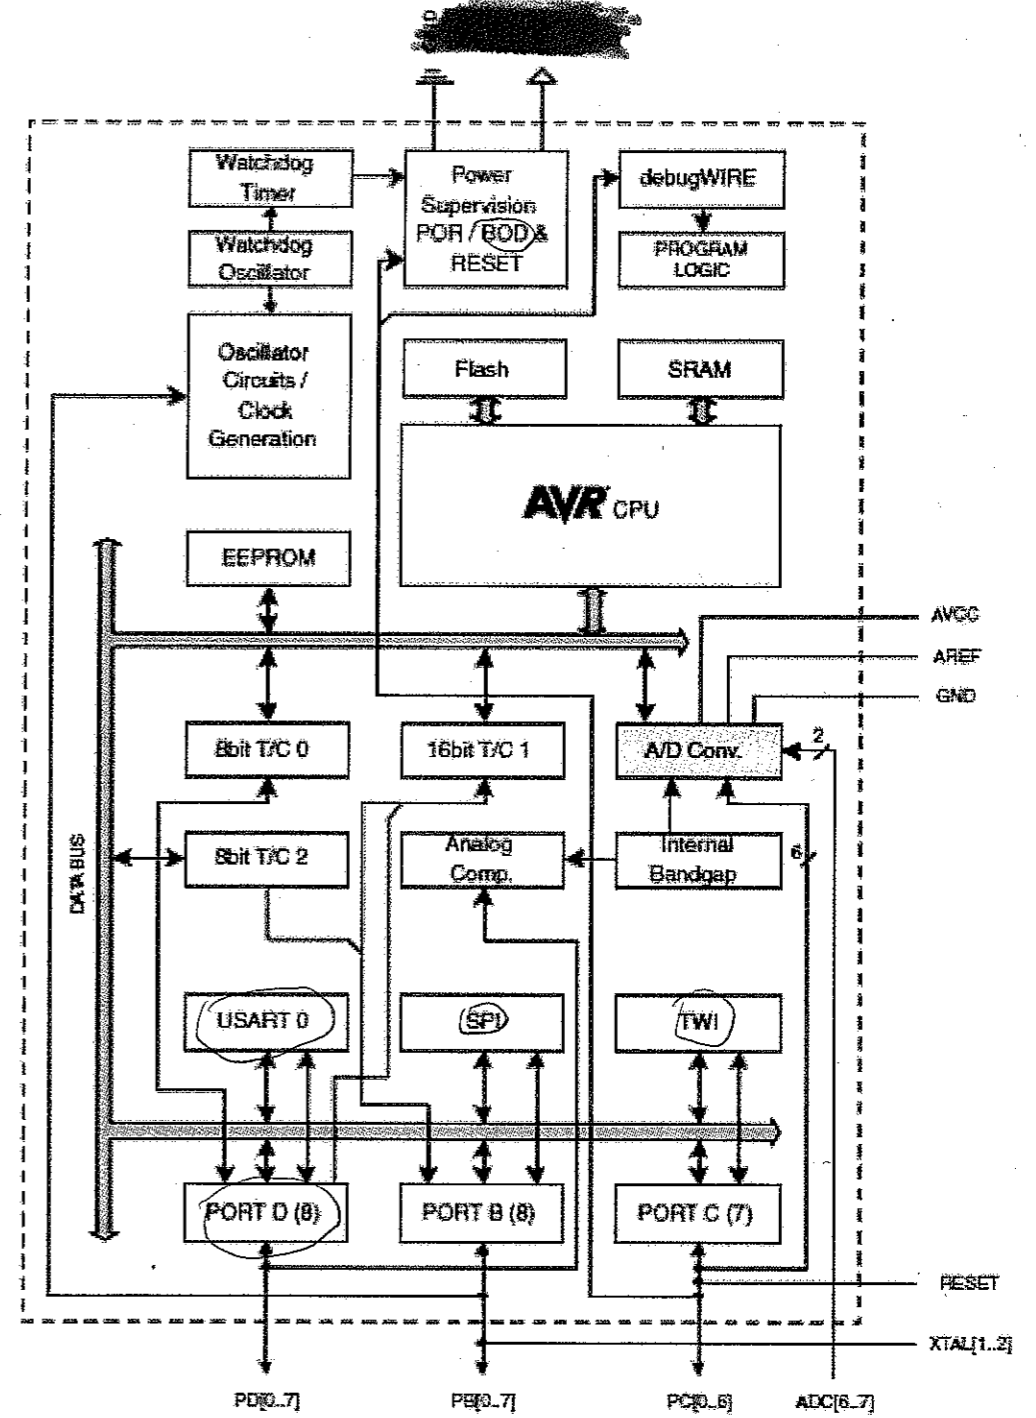 GND
Watchdog
Timer
Power
Supervision
POR / BOD &
RESET
debugWIRE
Watchdog
Oscillator
PROGRAM
LOGIC
Oscillator
Circuits /
Clock
Generation
Flash
SRAM
AVR CPU
EEPROM
AVCC
AREF
GND
8bit T/C 0
16bit T/C 1
A/D Conv.
2
DATA BUS
8bit T/C 2
Analog
Comp.
Internal
Bandgap
6
USART 0
SPI
TWI
PORT D (8)
PORT B (8)
PORT C (7)
RESET
XTAL[1..2]
PD[0..7]
PB[0..7]
PC[0..6]
ADC[6..7]